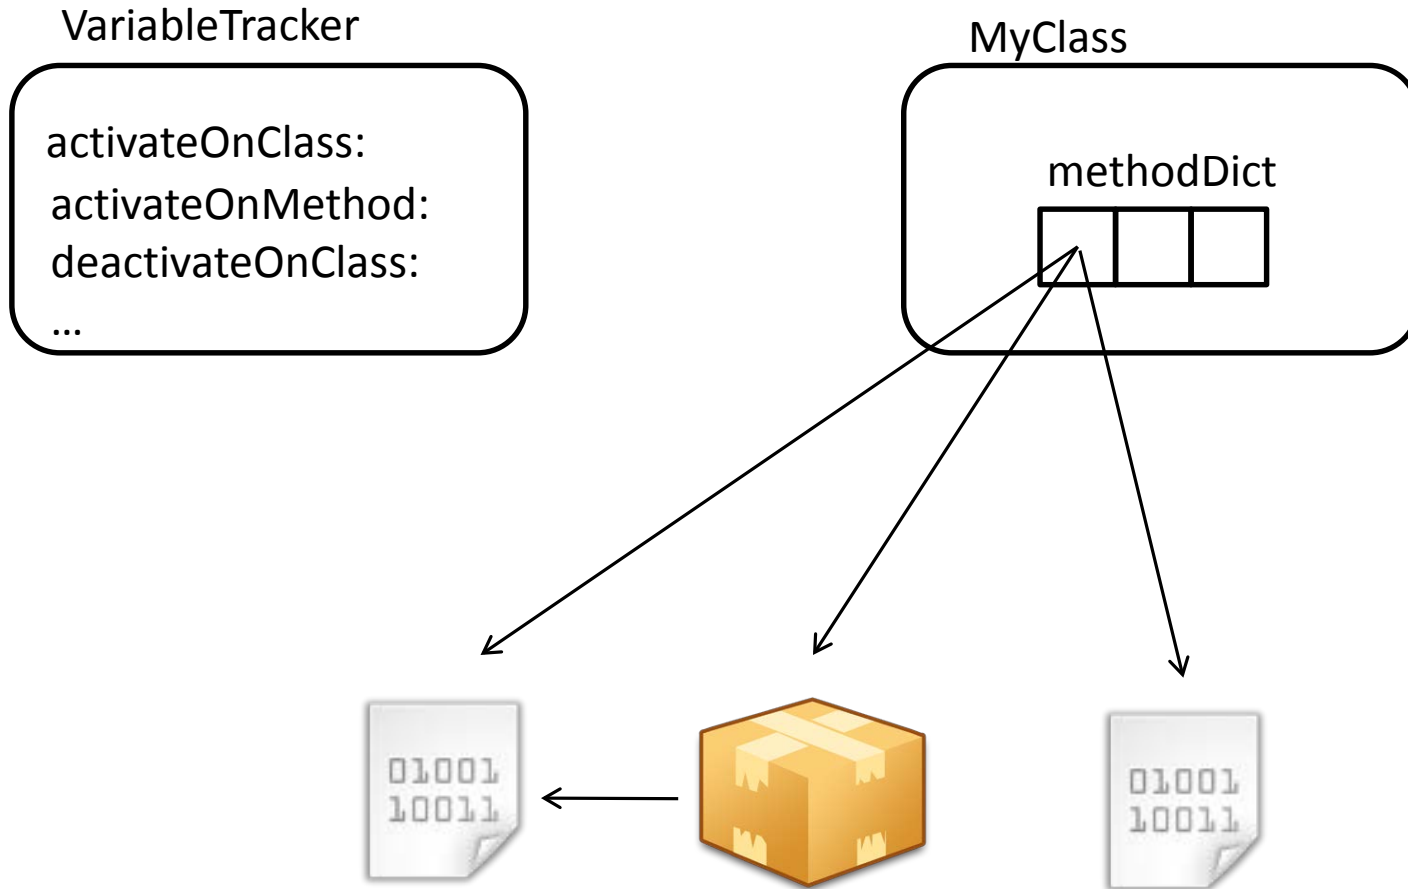 VariableTracker
activateOnClass:
activateOnMethod:
deactivateOnClass:
...
MyClass
methodDict
01001
10011
01001
10011